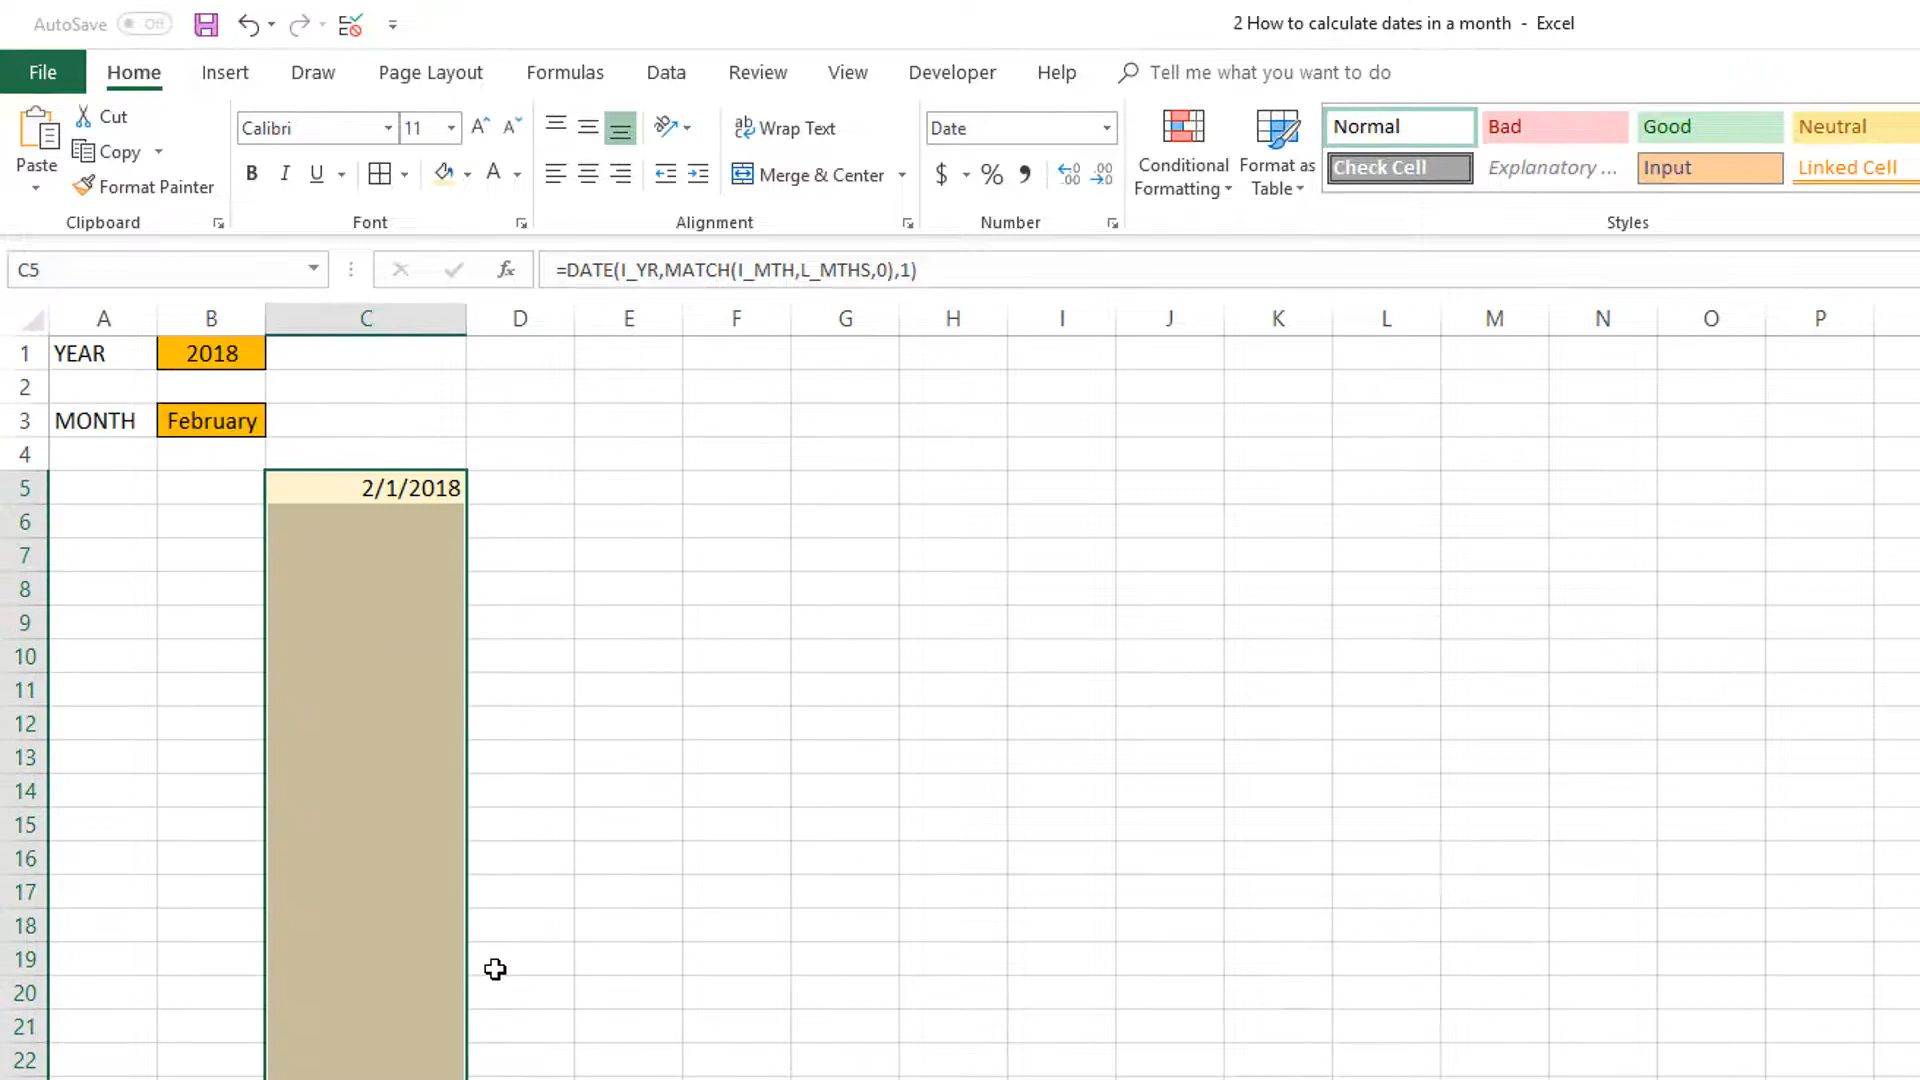 AutoSave Off
2 How to calculate dates in a month - Excel
File Home Insert Draw Page Layout Formulas Data Review View Developer Help Tell me what you want to do
Paste
Cut
Copy
Format Painter
Clipboard
Calibri 11
B I U
Font
Wrap Text
Merge & Center
Alignment
Date
$ % 
Number
Conditional Formatting
Format as Table
Normal Bad Good Neutral
Check Cell Explanatory ... Input Linked Cell
Styles
C5 fx =DATE(I_YR,MATCH(I_MTH,L_MTHS,0),1)
A B C D E F G H I J K L M N O P
1 YEAR 2018
2
3 MONTH February
4
5 2/1/2018
6
7
8
9
10
11
12
13
14
15
16
17
18
19
20
21
22